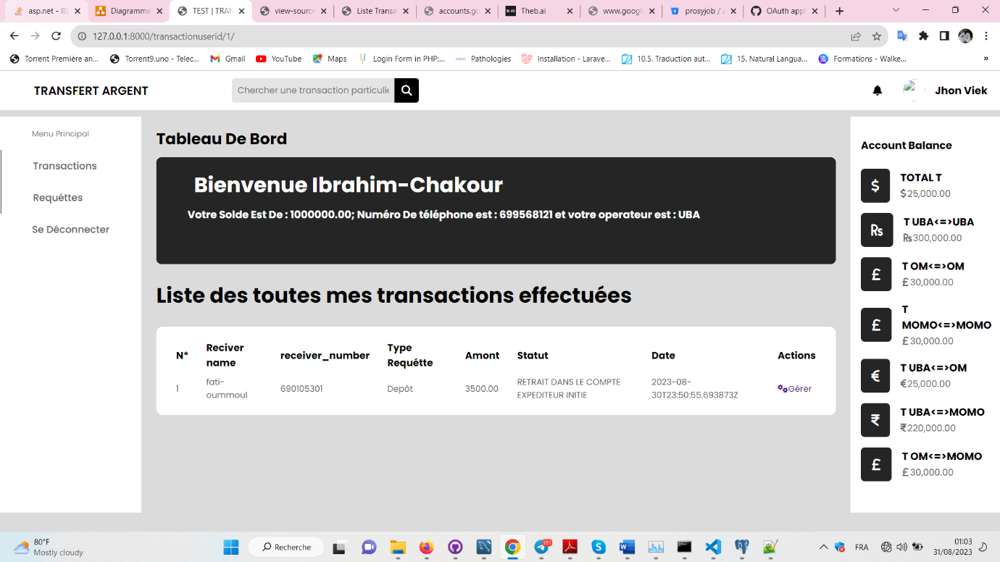 asp.net - IIS
Diagramme
TEST | TRAN
view-source
Liste Transa
accounts.go
Theb.ai
www.google
prosyjob / a
OAuth appl
127.0.0.1:8000/transactionuserid/1/
Torrent Première an...
Torrent9.uno - Telec...
Gmail
YouTube
Maps
Login Form in PHP:...
Pathologies
Installation - Larave...
10.5. Traduction aut...
15. Natural Langua...
Formations - Walke...
»
TRANSFERT ARGENT
Chercher une transaction particuliè
Jhon Viek
Menu Principal
Transactions
Requéttes
Se Déconnecter
Tableau De Bord
Bienvenue Ibrahim-Chakour
Votre Solde Est De : 1000000.00; Numéro De téléphone est : 699568121 et votre operateur est : UBA
Liste des toutes mes transactions effectuées
N* Reciver name receiver_number Type Requétte Amont Statut Date Actions
1 fati-oummoul 690105301 Depôt 3500.00 RETRAIT DANS LE COMPTE EXPEDITEUR INITIE 2023-08-30T23:50:55.693873Z Gérer
Account Balance
$ TOTAL T
$25,000.00
₨ T UBA<=>UBA
₨300,000.00
£ T OM<=>OM
£30,000.00
£ T
MOMO<=>MOMO
£30,000.00
€ T UBA<=>OM
€25,000.00
₹ T UBA<=>MOMO
₹220,000.00
£ T OM<=>MOMO
£30,000.00
80°F
Mostly cloudy
Recherche
181
FRA
01:03
31/08/2023